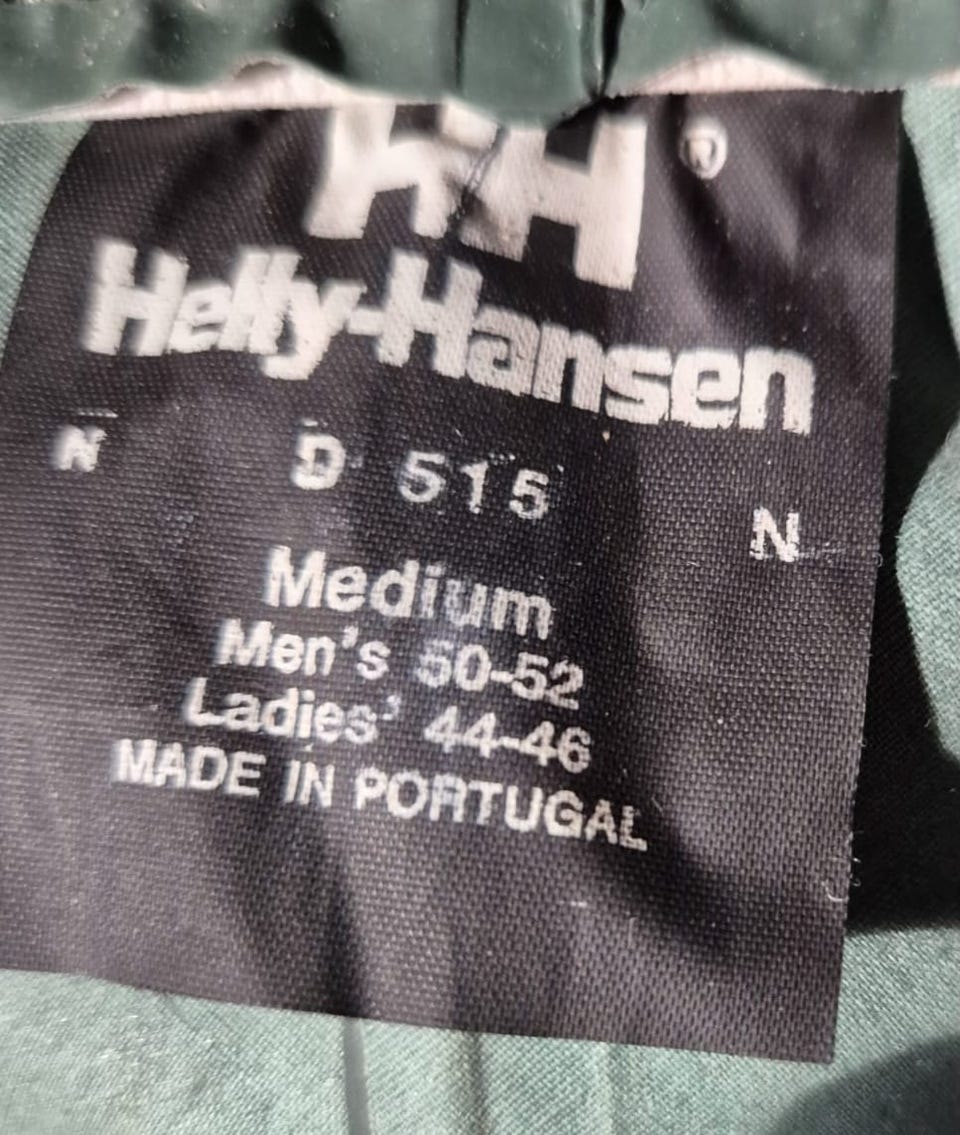 HH ®
Helly-Hansen
N D 515 N
Medium
Men's 50-52
Ladies' 44-46
MADE IN PORTUGAL